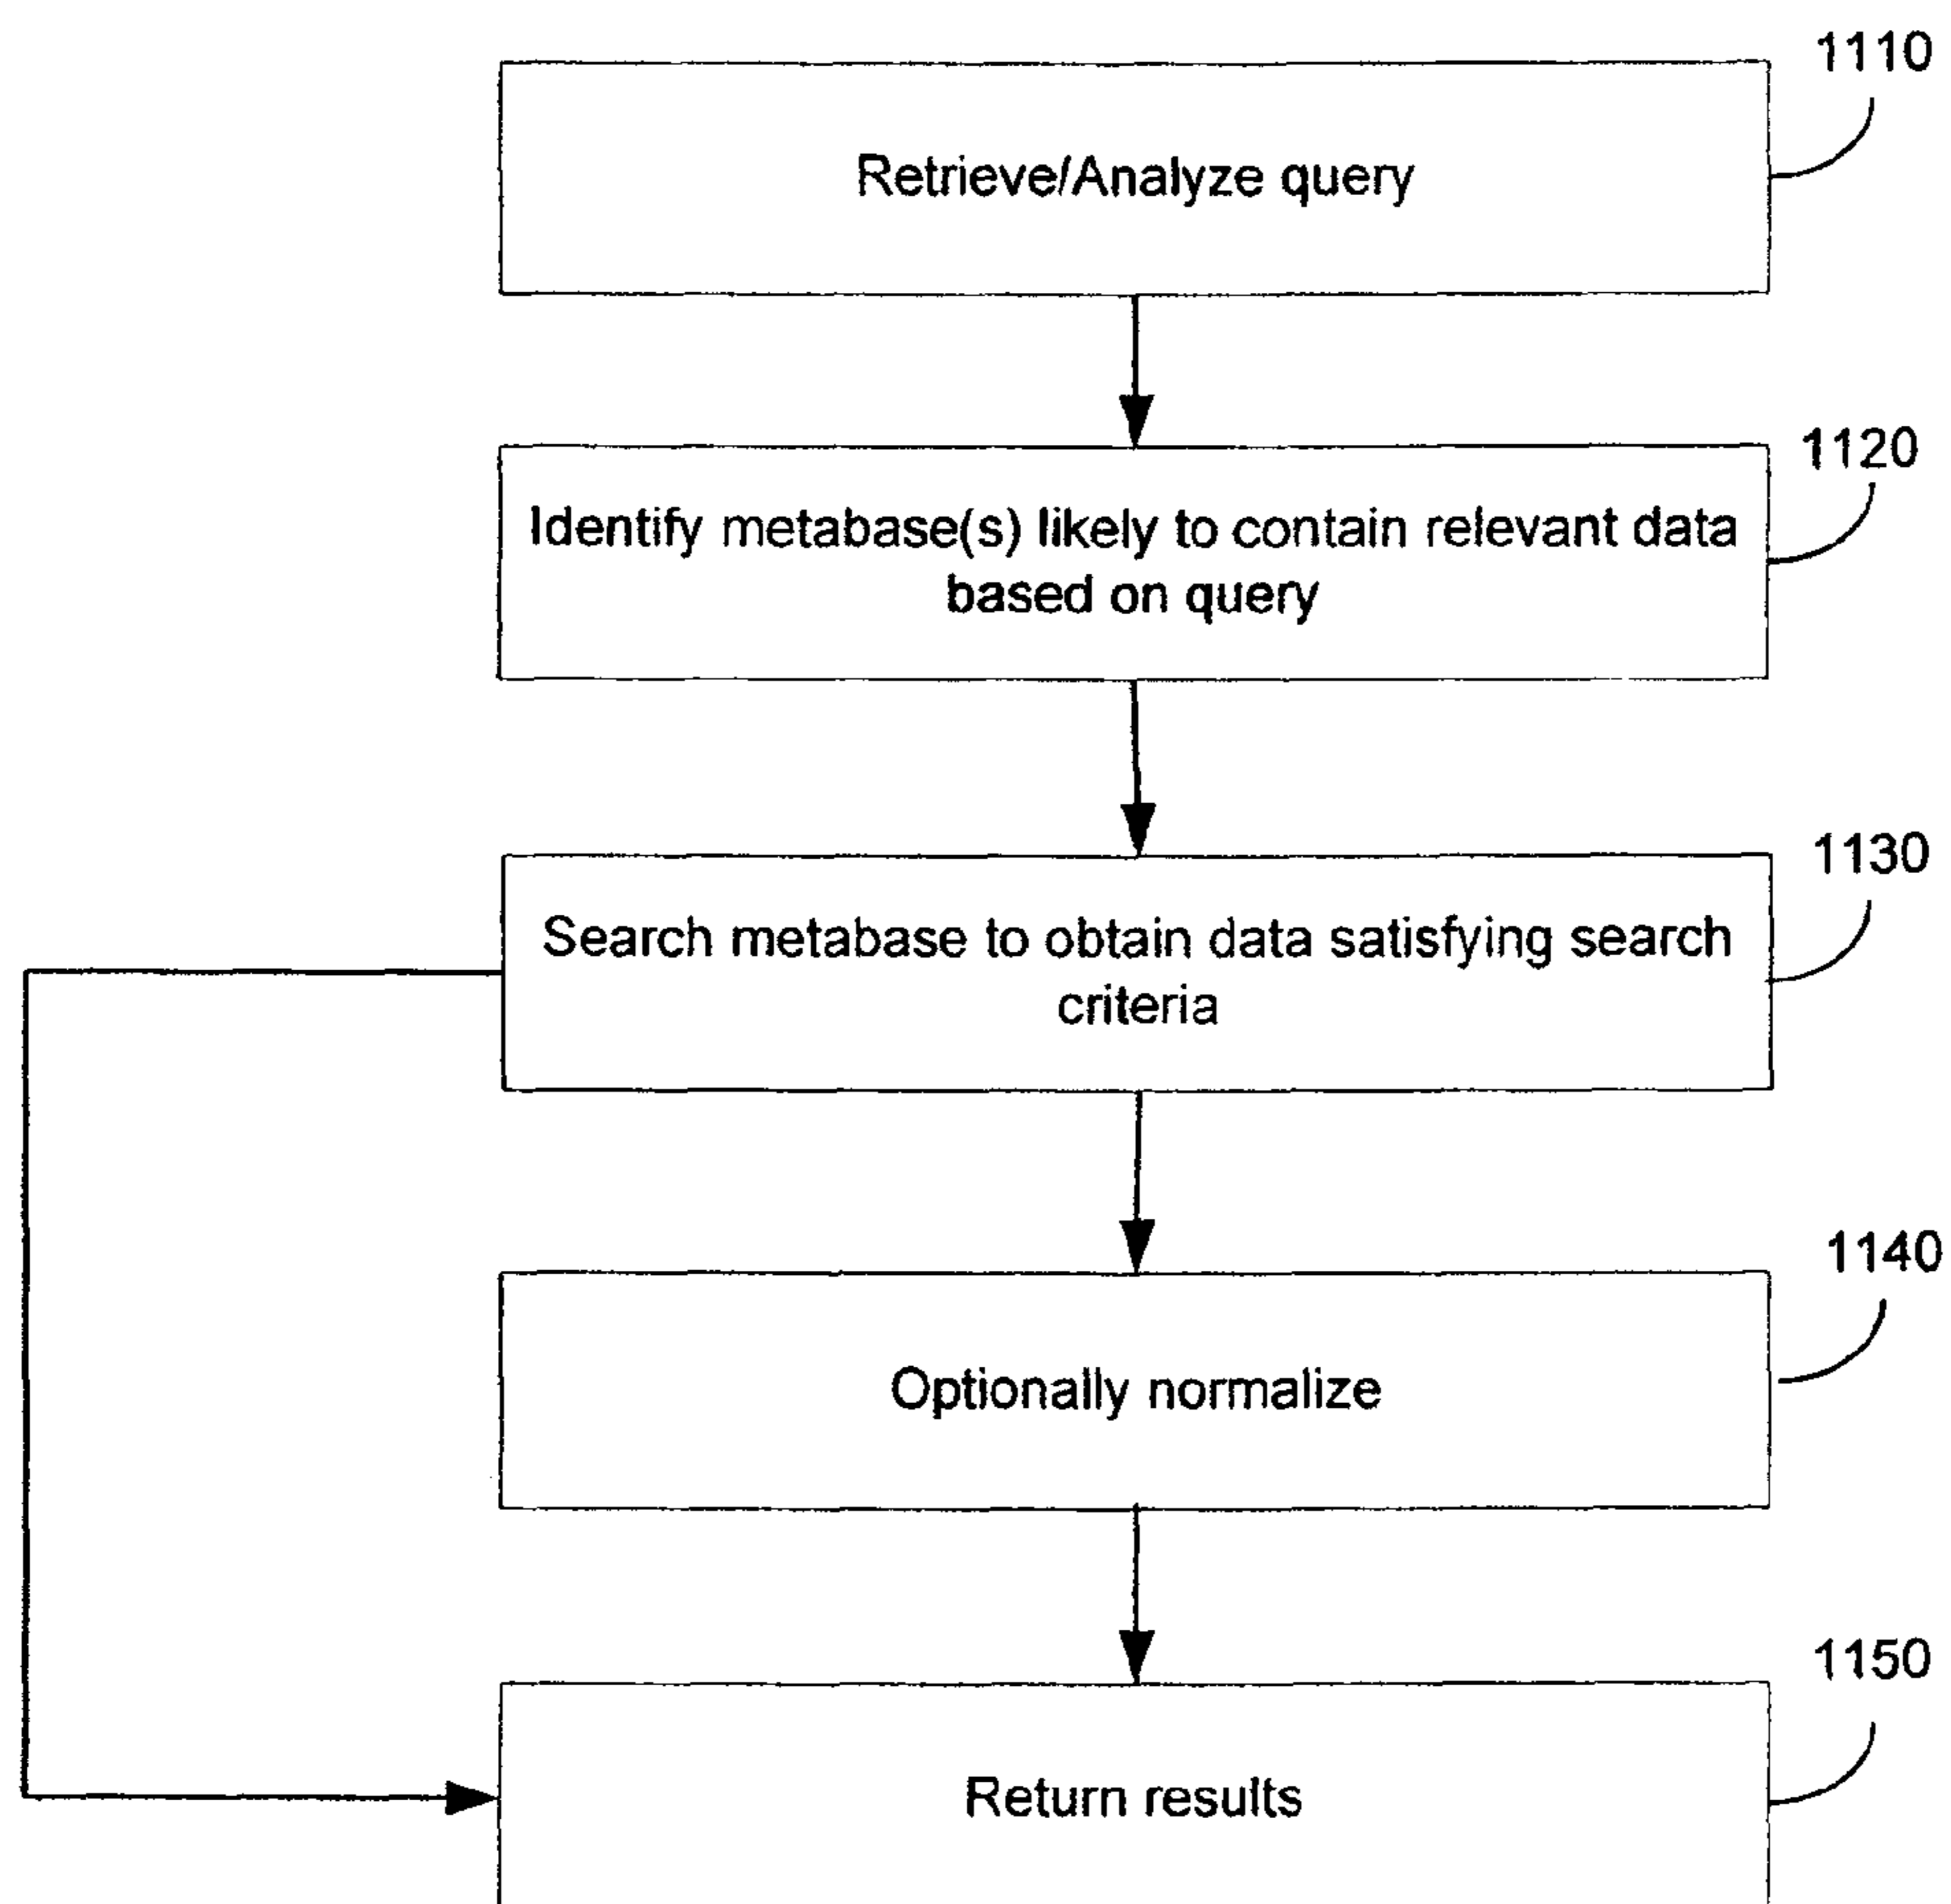 1110
Retrieve/Analyze query
1120
Identify metabase(s) likely to contain relevant data
based on query
1130
Search metabase to obtain data satisfying search
criteria
1140
Optionally normalize
1150
Return results